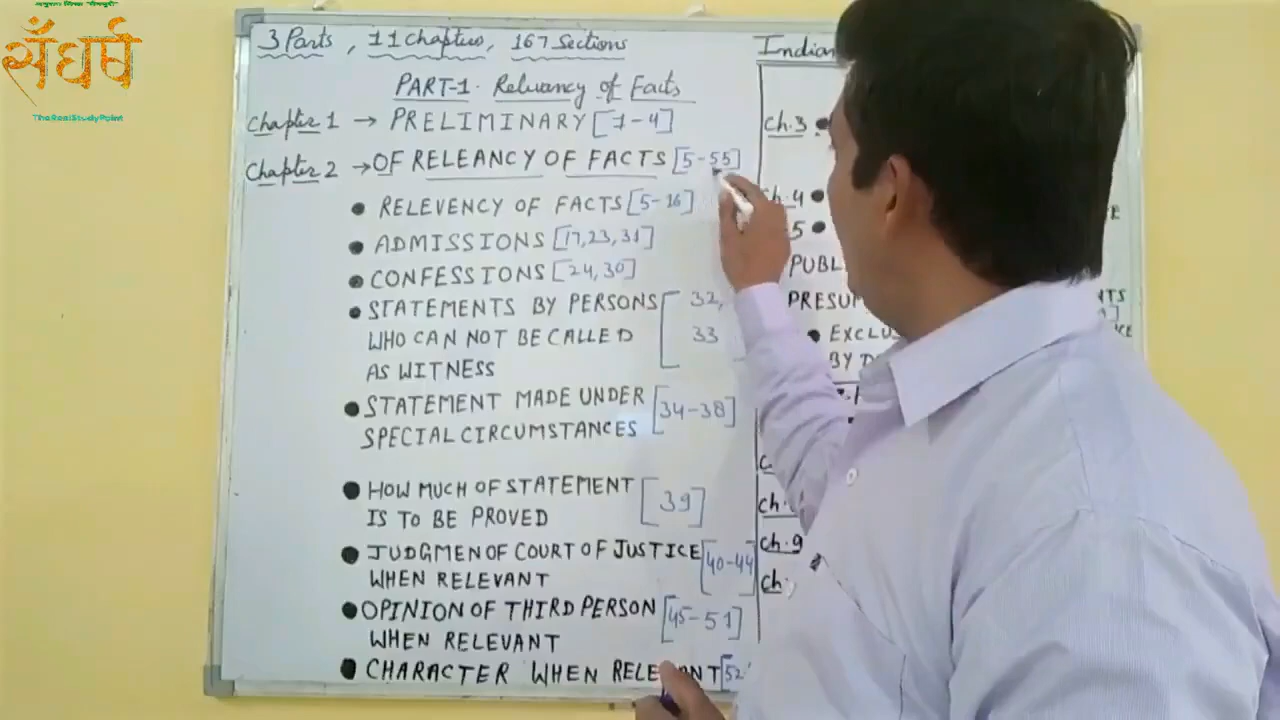 सँघर्ष
TheRealStudyPoint
3 Parts, 11 Chapters, 167 Sections
PART-1. Relevancy of Facts
Chapter 1 → PRELIMINARY [1-4]
Chapter 2 → OF RELEANCY OF FACTS [5-55]
• RELEVENCY OF FACTS [5-16]
• ADMISSIONS [17,23,31]
• CONFESSIONS [24,30]
• STATEMENTS BY PERSONS [32,
WHO CAN NOT BE CALLED 33
AS WITNESS
• STATEMENT MADE UNDER [34-38]
SPECIAL CIRCUMSTANCES
• HOW MUCH OF STATEMENT [39]
IS TO BE PROVED
• JUDGMEN OF COURT OF JUSTICE [40-44]
WHEN RELEVANT
• OPINION OF THIRD PERSON [45-51]
WHEN RELEVANT
• CHARACTER WHEN RELEVANT [52
Indian
Ch.3 •
Ch.4 •
5 •
PUBL
PRESUM
• EXCLU
BY D
Ch.9
Ch.